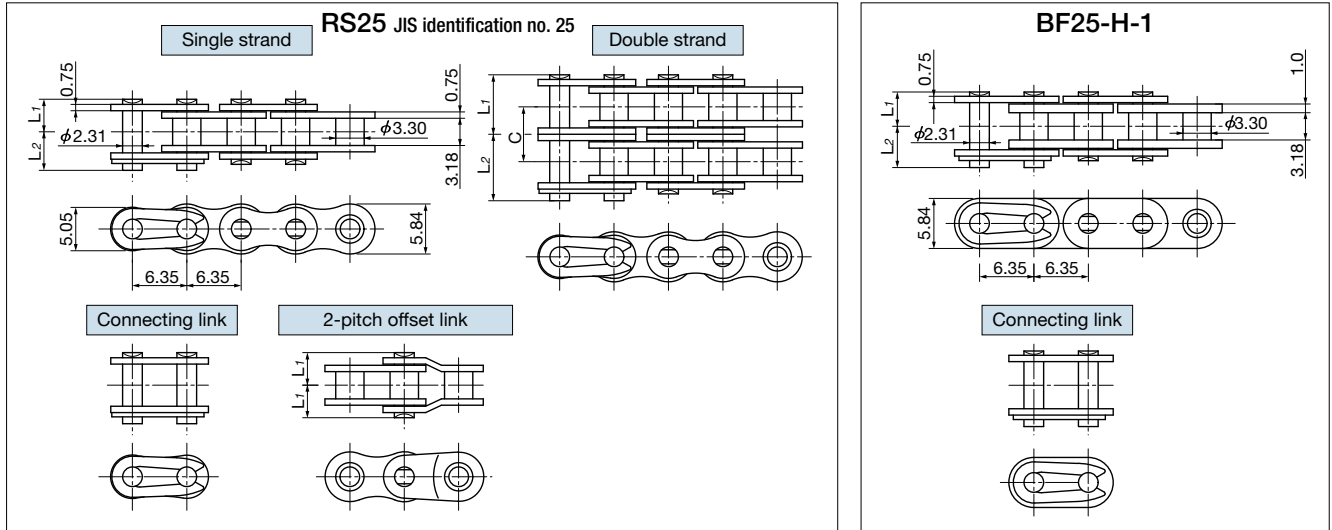 RS25 JIS identification no. 25
Single strand
Double strand
0.75
0.75
L1
L2
ϕ2.31
ϕ3.30
3.18
L1
C
L2
5.05
5.84
6.35
6.35
Connecting link
2-pitch offset link
L1
L1
BF25-H-1
0.75
1.0
L1
L2
ϕ2.31
ϕ3.30
3.18
5.84
6.35
6.35
Connecting link